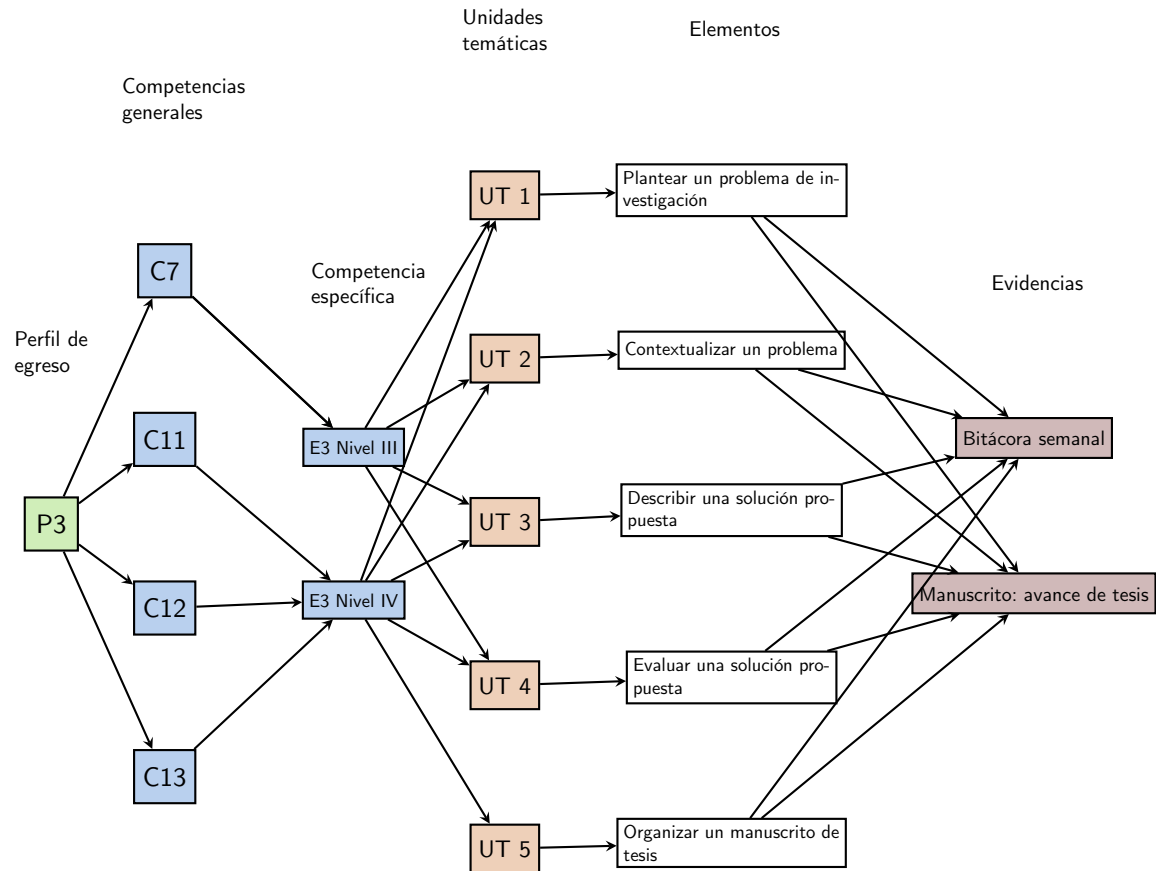 Unidades
temáticas
Elementos
Competencias
generales
UT 1
Plantear un problema de in-
vestigación
C7
Competencia
específica
Evidencias
Perfil de
egreso
UT 2
Contextualizar un problema
C11
E3 Nivel III
Bitácora semanal
P3
UT 3
Describir una solución pro-
puesta
C12
E3 Nivel IV
Manuscrito: avance de tesis
UT 4
Evaluar una solución pro-
puesta
C13
UT 5
Organizar un manuscrito de
tesis